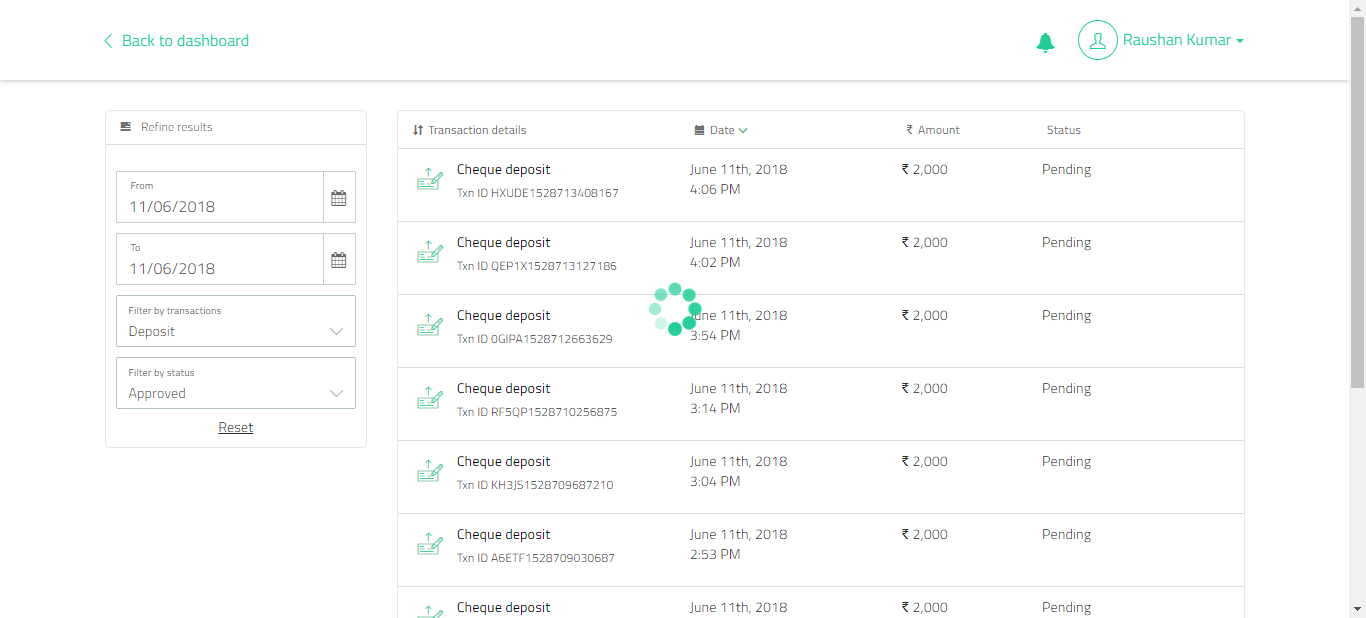 Back to dashboard
Raushan Kumar
Refine results
From
11/06/2018
To
11/06/2018
Filter by transactions
Deposit
Filter by status
Approved
Reset
Transaction details Date ₹ Amount Status
Cheque deposit June 11th, 2018 ₹ 2,000 Pending
Txn ID HXUDE1528713408167 4:06 PM
Cheque deposit June 11th, 2018 ₹ 2,000 Pending
Txn ID QEP1X1528713127186 4:02 PM
Cheque deposit June 11th, 2018 ₹ 2,000 Pending
Txn ID 0GIPA1528712663629 3:54 PM
Cheque deposit June 11th, 2018 ₹ 2,000 Pending
Txn ID RF5QP1528710256875 3:14 PM
Cheque deposit June 11th, 2018 ₹ 2,000 Pending
Txn ID KH3JS1528709687210 3:04 PM
Cheque deposit June 11th, 2018 ₹ 2,000 Pending
Txn ID A6ETF1528709030687 2:53 PM
Cheque deposit June 11th, 2018 ₹ 2,000 Pending